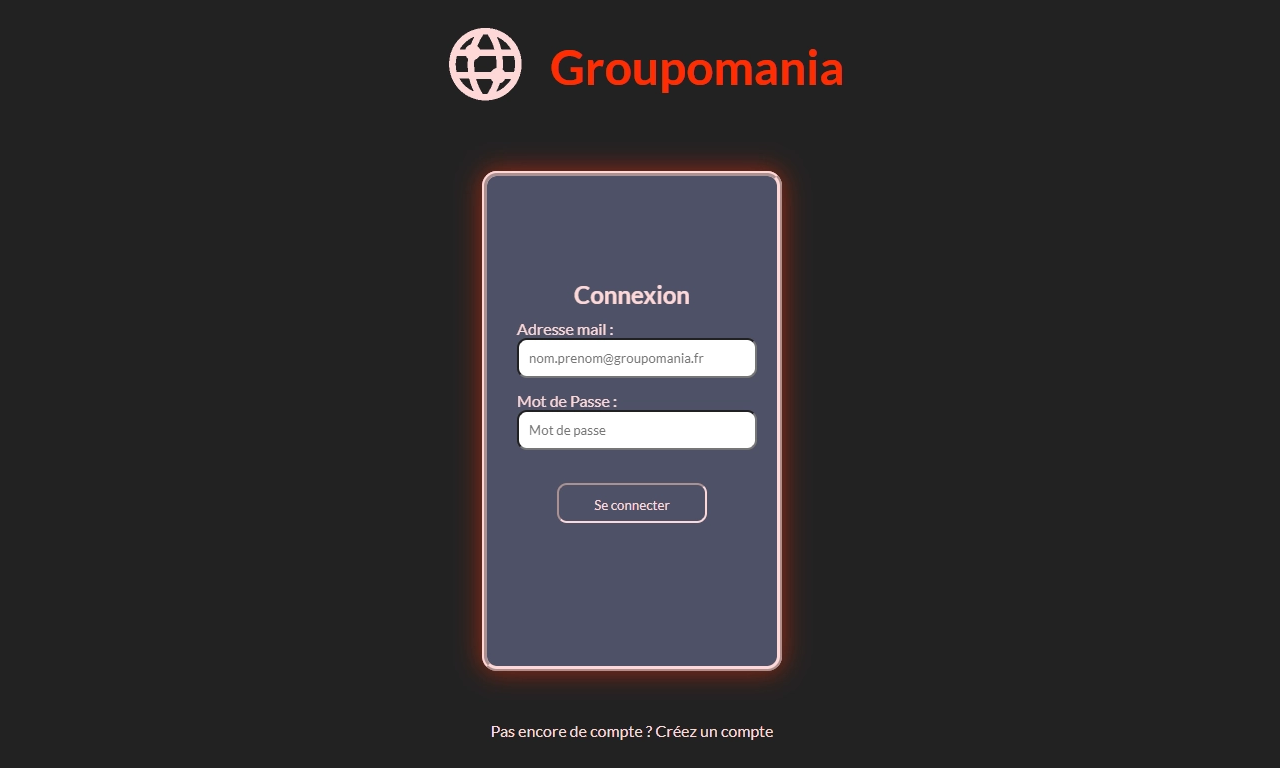 Groupomania
Connexion
Adresse mail :
nom.prenom@groupomania.fr
Mot de Passe :
Mot de passe
Se connecter
Pas encore de compte ? Créez un compte